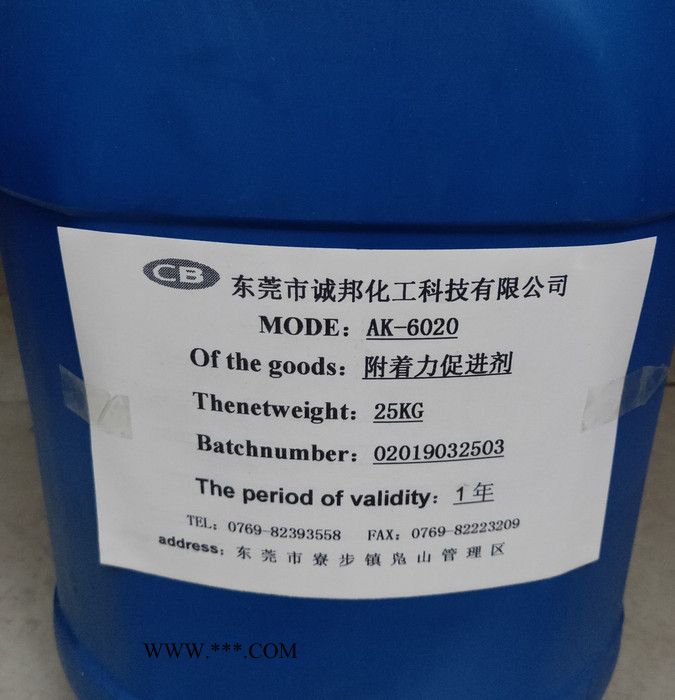 CB
东莞市诚邦化工科技有限公司
MODE: AK-6020
Of the goods: 附着力促进剂
Thenetweight: 25KG
Batchnumber: 02019032503
The period of validity: 1年
TEL: 0769-82393558 FAX: 0769-82223209
address: 东莞市寮步镇凫山管理区
WWW.***.COM